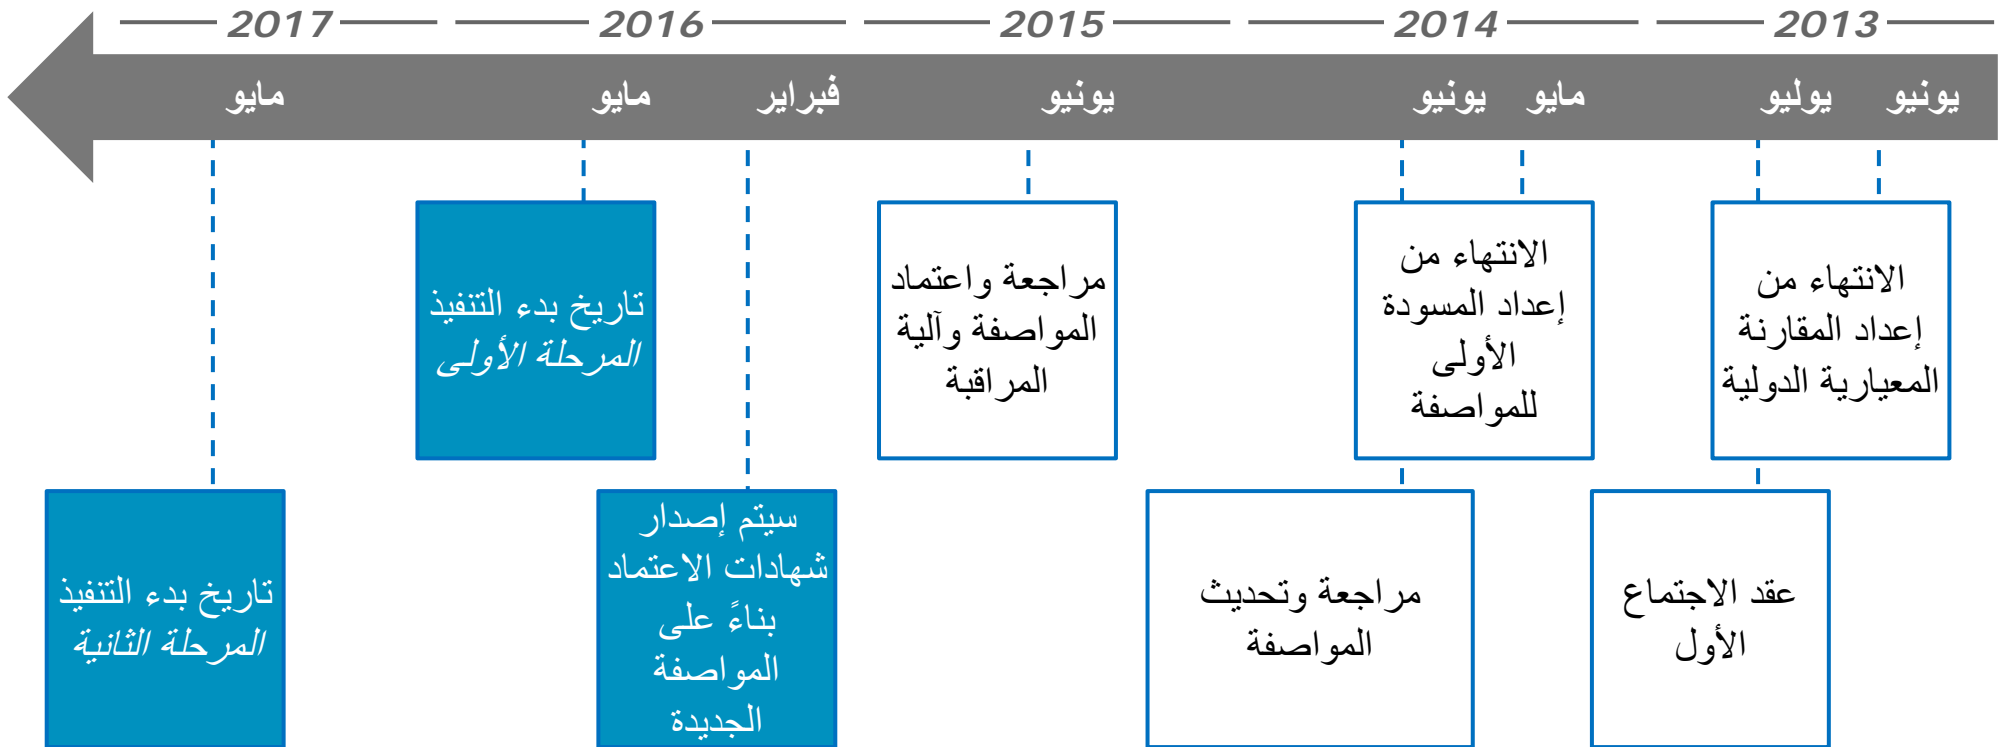 2013
2014
2015
2016
2017
يونيو
يوليو
مايو
يونيو
يونيو
فبراير
مايو
مايو
الانتهاء من
إعداد المقارنة
المعيارية الدولية
الانتهاء من
إعداد المسودة
الأولى
للمواصفة
مراجعة واعتماد
المواصفة وآلية
المراقبة
تاريخ بدء التنفيذ
المرحلة الأولى
عقد الاجتماع
الأول
مراجعة وتحديث
المواصفة
سيتم إصدار
شهادات الاعتماد
بناءً على
المواصفة
الجديدة
تاريخ بدء التنفيذ
المرحلة الثانية